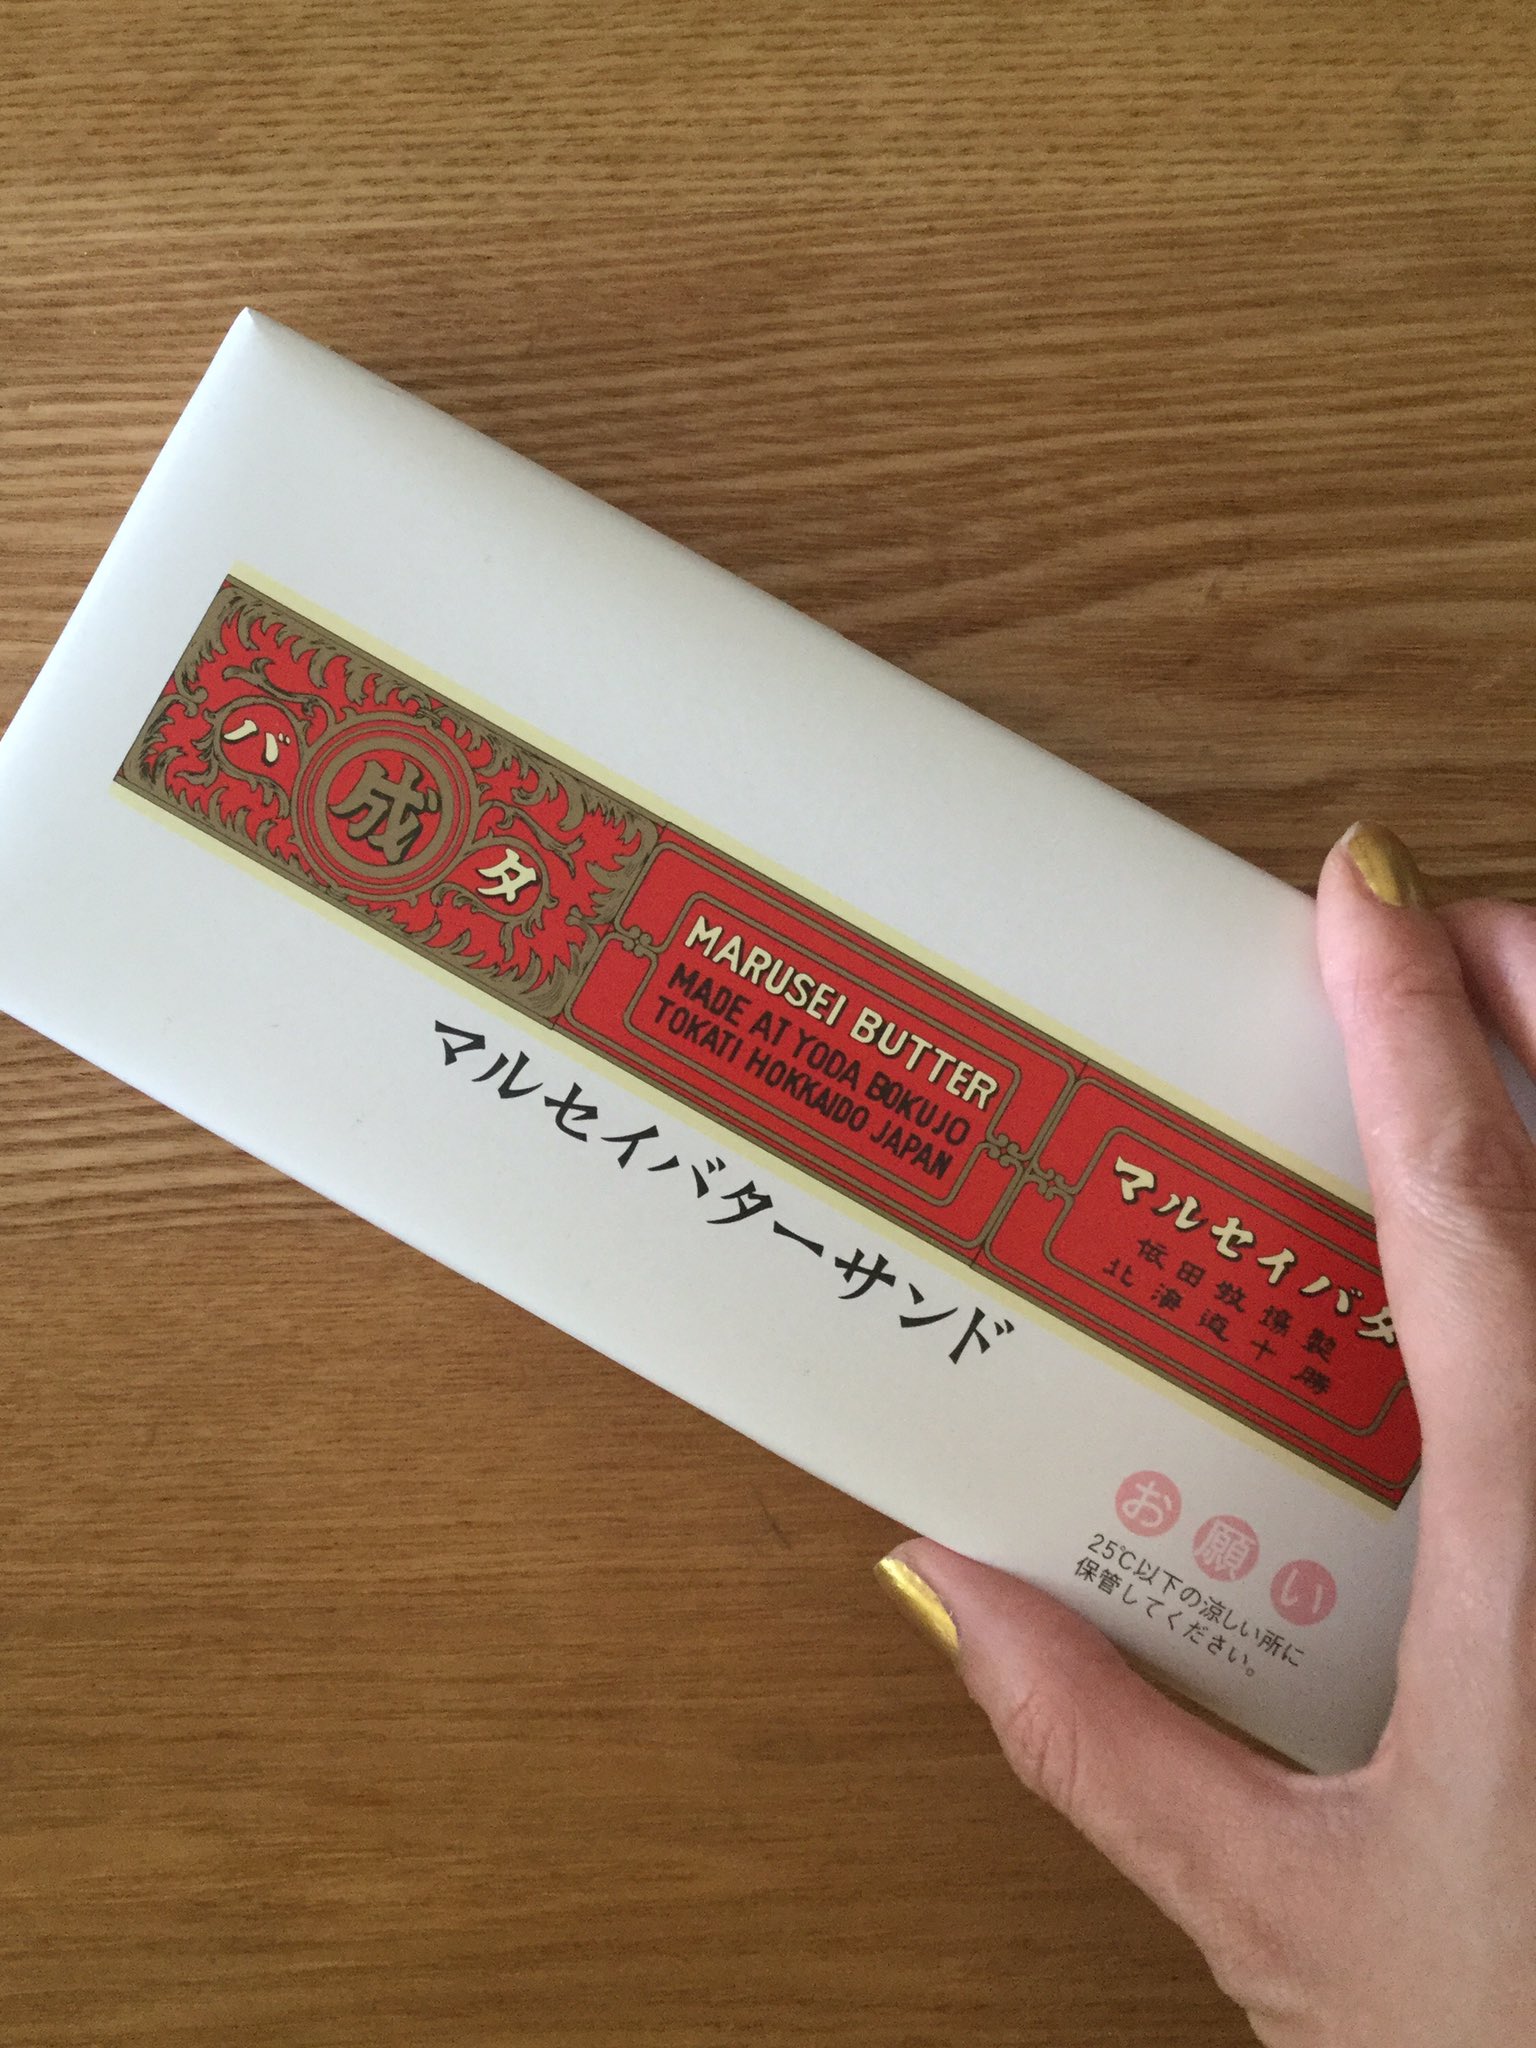 バ成タ
MARUSEI BUTTER
MADE AT YODA BOKUJO
TOKATI HOKKAIDO JAPAN
マルセイバタ
依田牧場製
北海道十勝
マルセイバターサンド
お願い
25℃以下の涼しい所に
保管してください。